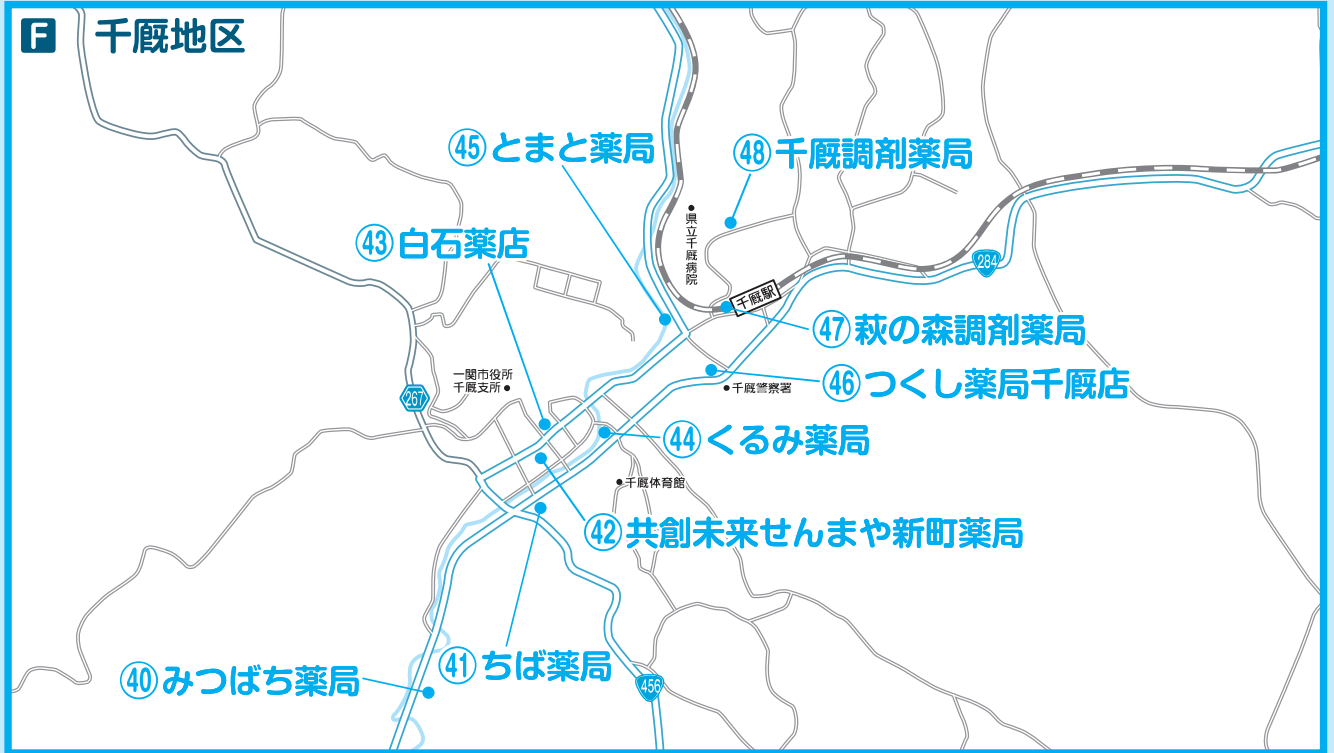 F 千厩地区
㊺とまと薬局
㊽千厩調剤薬局
県立千厩病院
㊸白石薬店
284
千厩駅
㊼萩の森調剤薬局
一関市役所
千厩支所
267
㊻つくし薬局千厩店
千厩警察署
㊹くるみ薬局
千厩体育館
㊷共創未来せんまや新町薬局
㊶ちば薬局
㊵みつばち薬局
456